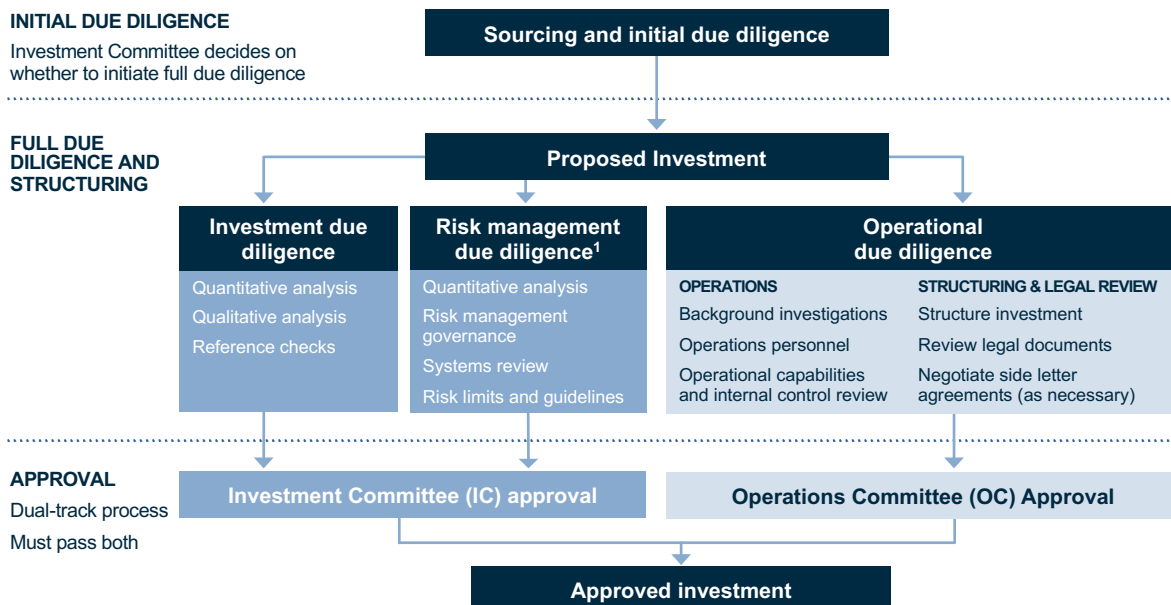 INITIAL DUE DILIGENCE
Investment Committee decides on
whether to initiate full due diligence
Sourcing and initial due diligence
FULL DUE
DILIGENCE AND
STRUCTURING
Proposed Investment
Investment due
diligence
Quantitative analysis
Qualitative analysis
Reference checks
Risk management
due diligence¹
Quantitative analysis
Risk management
governance
Systems review
Risk limits and guidelines
Operational
due diligence
OPERATIONS
Background investigations
Operations personnel
Operational capabilities
and internal control review
STRUCTURING & LEGAL REVIEW
Structure investment
Review legal documents
Negotiate side letter
agreements (as necessary)
APPROVAL
Dual-track process
Must pass both
Investment Committee (IC) approval
Operations Committee (OC) Approval
Approved investment